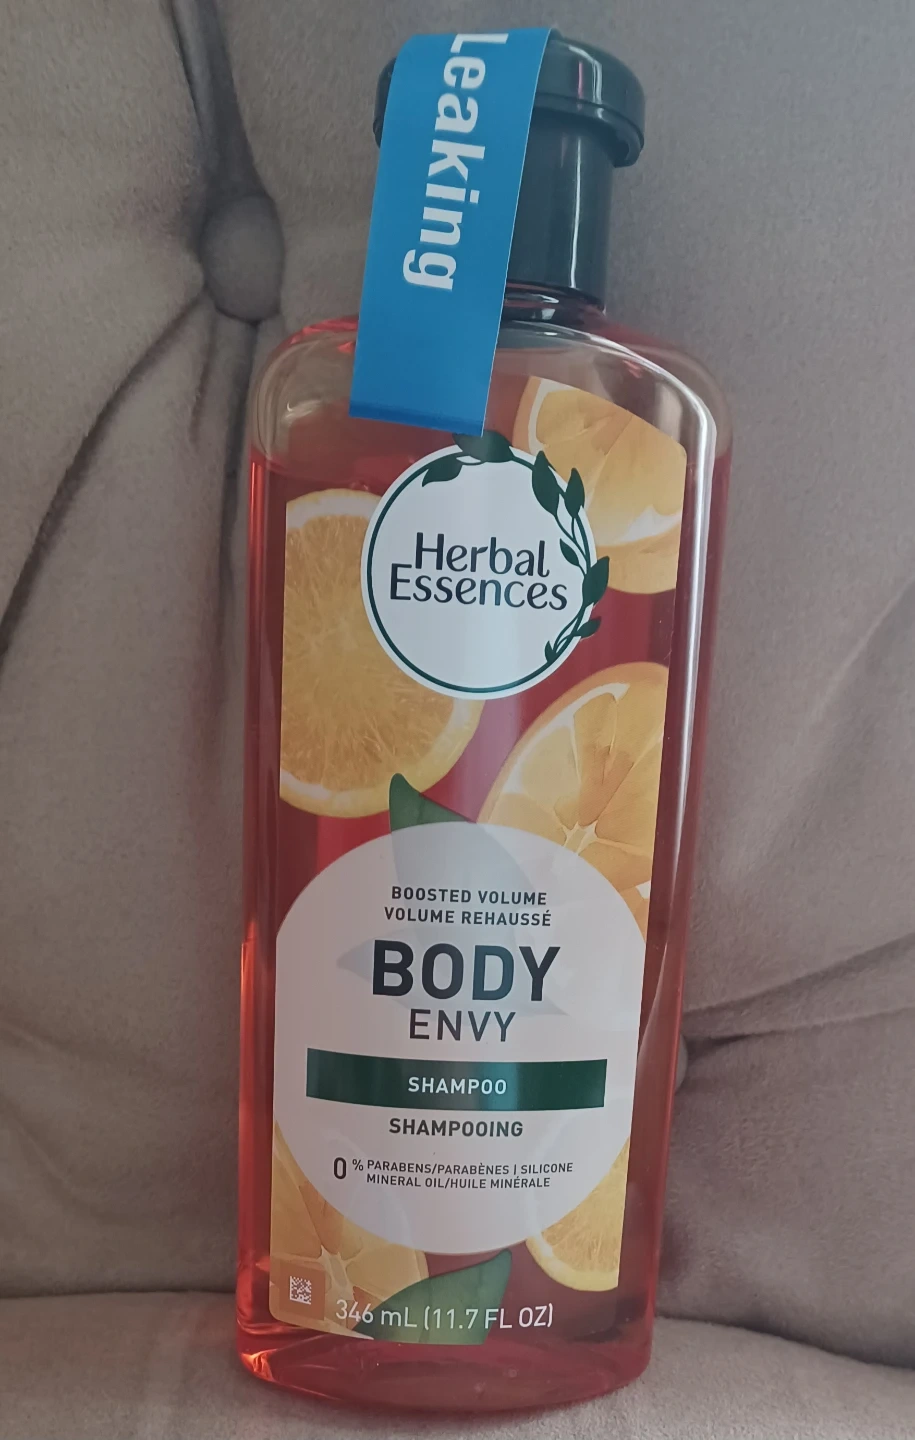 Leaking
Herbal
Essences
BOOSTED VOLUME
VOLUME REHAUSSÉ
BODY
ENVY
SHAMPOO
SHAMPOOING
0% PARABENS/PARABÈNES | SILICONE
MINERAL OIL/HUILE MINÉRALE
346 mL (11.7 FL OZ)